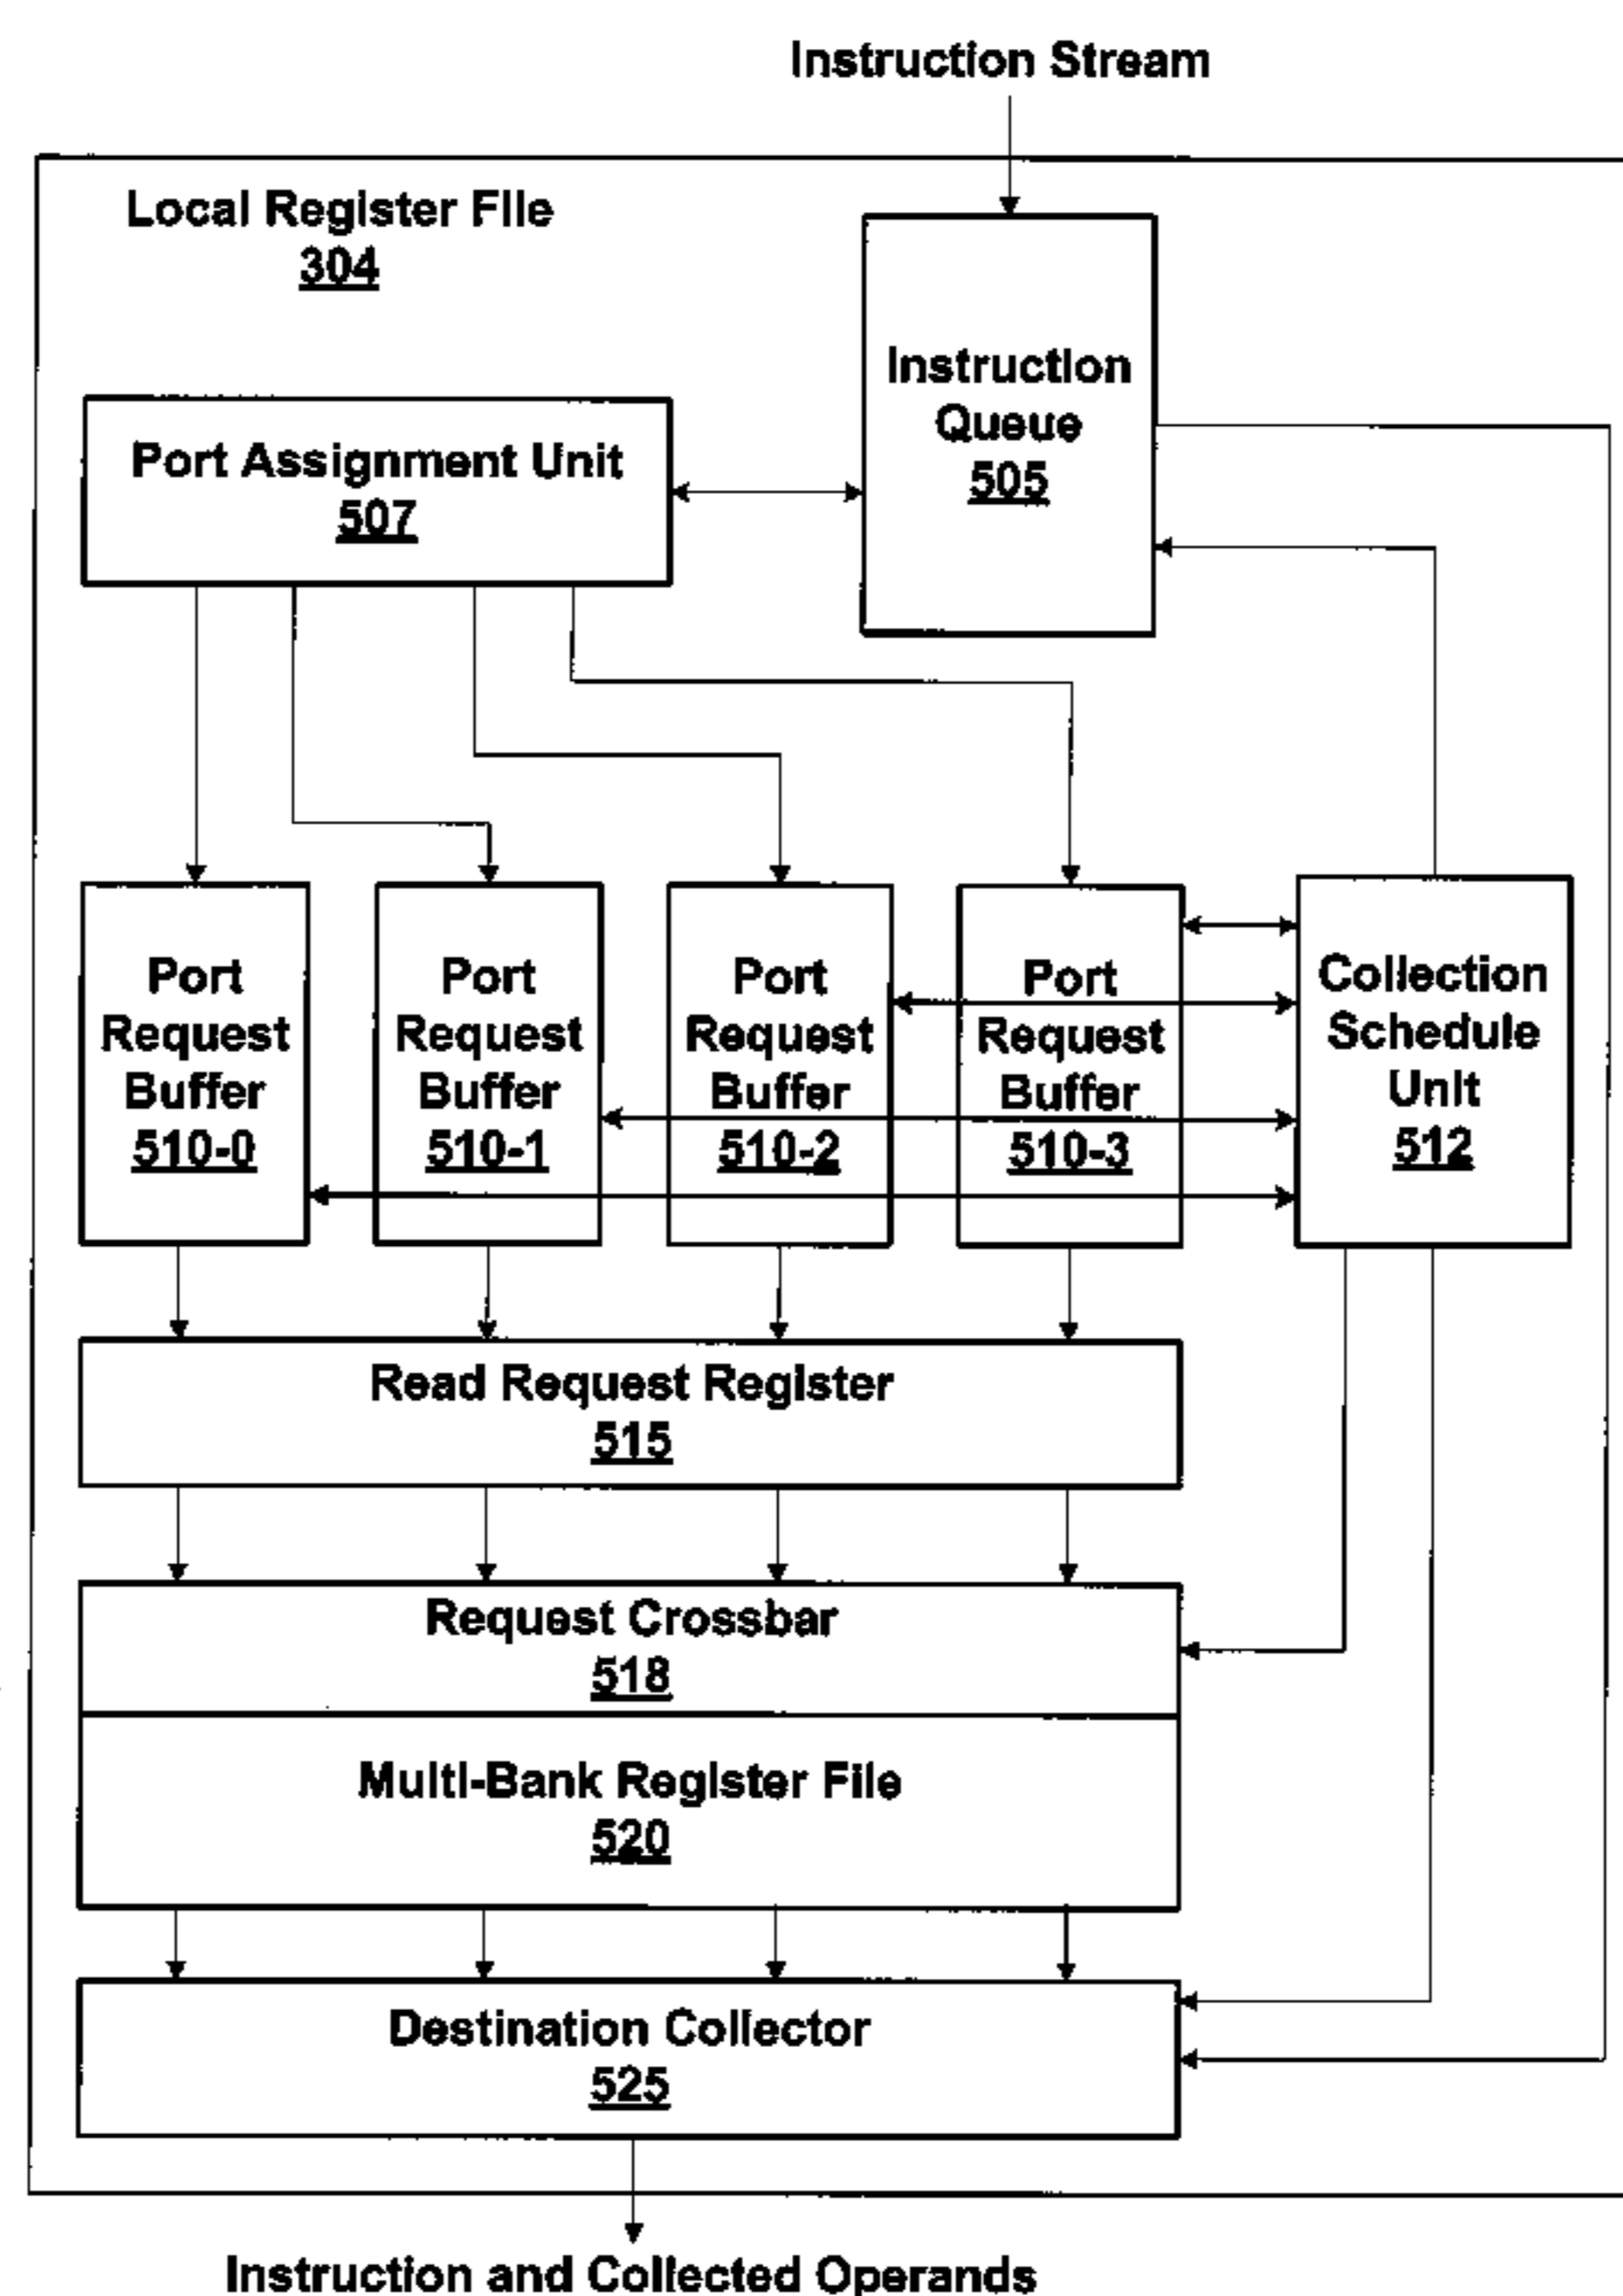 Instruction Stream
Local Register File
304
Instruction
Queue
505
Port Assignment Unit
507
Port
Request
Buffer
510-0
Port
Request
Buffer
510-1
Port
Request
Buffer
510-2
Port
Request
Buffer
510-3
Collection
Schedule
Unit
512
Read Request Register
515
Request Crossbar
518
Multi-Bank Register File
520
Destination Collector
525
Instruction and Collected Operands